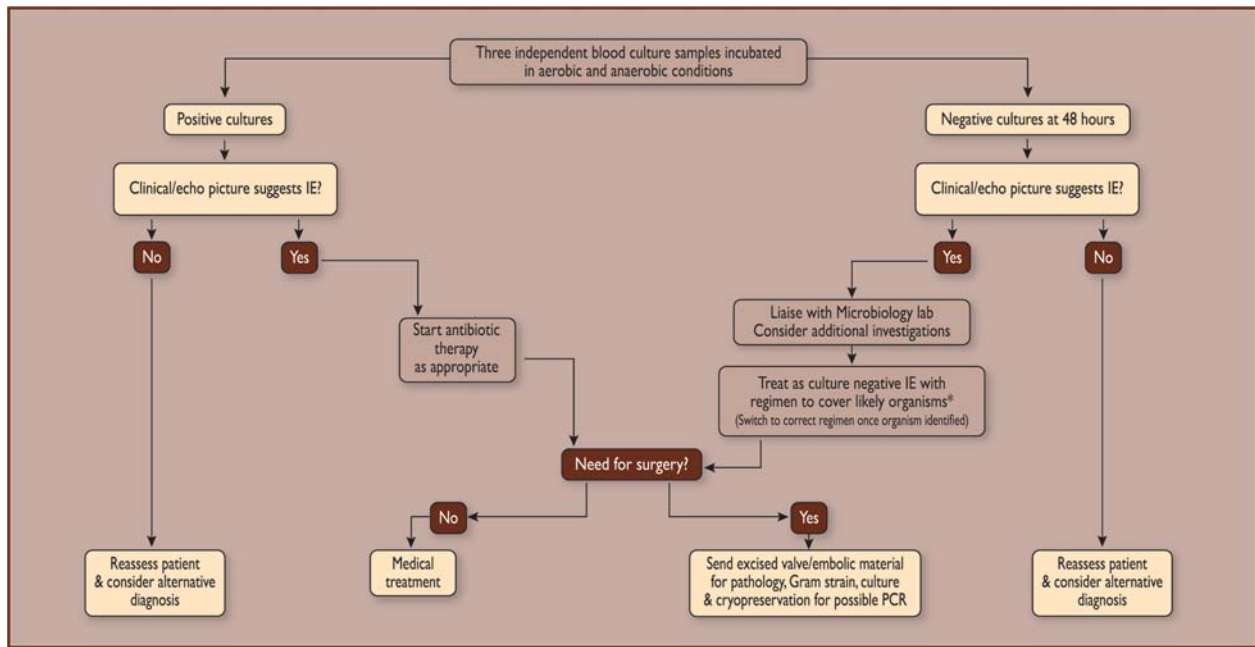 Three independent blood culture samples incubated
in aerobic and anaerobic conditions
Positive cultures
Negative cultures at 48 hours
Clinical/echo picture suggests IE?
Clinical/echo picture suggests IE?
No
Yes
Yes
No
Start antibiotic
therapy
as appropriate
Liaise with Microbiology lab
Consider additional investigations
Treat as culture negative IE with
regimen to cover likely organisms*
(Switch to correct regimen once organism identified)
Need for surgery?
No
Yes
Reassess patient
& consider alternative
diagnosis
Medical
treatment
Send excised valve/embolic material
for pathology, Gram strain, culture
& cryopreservation for possible PCR
Reassess patient
& consider alternative
diagnosis